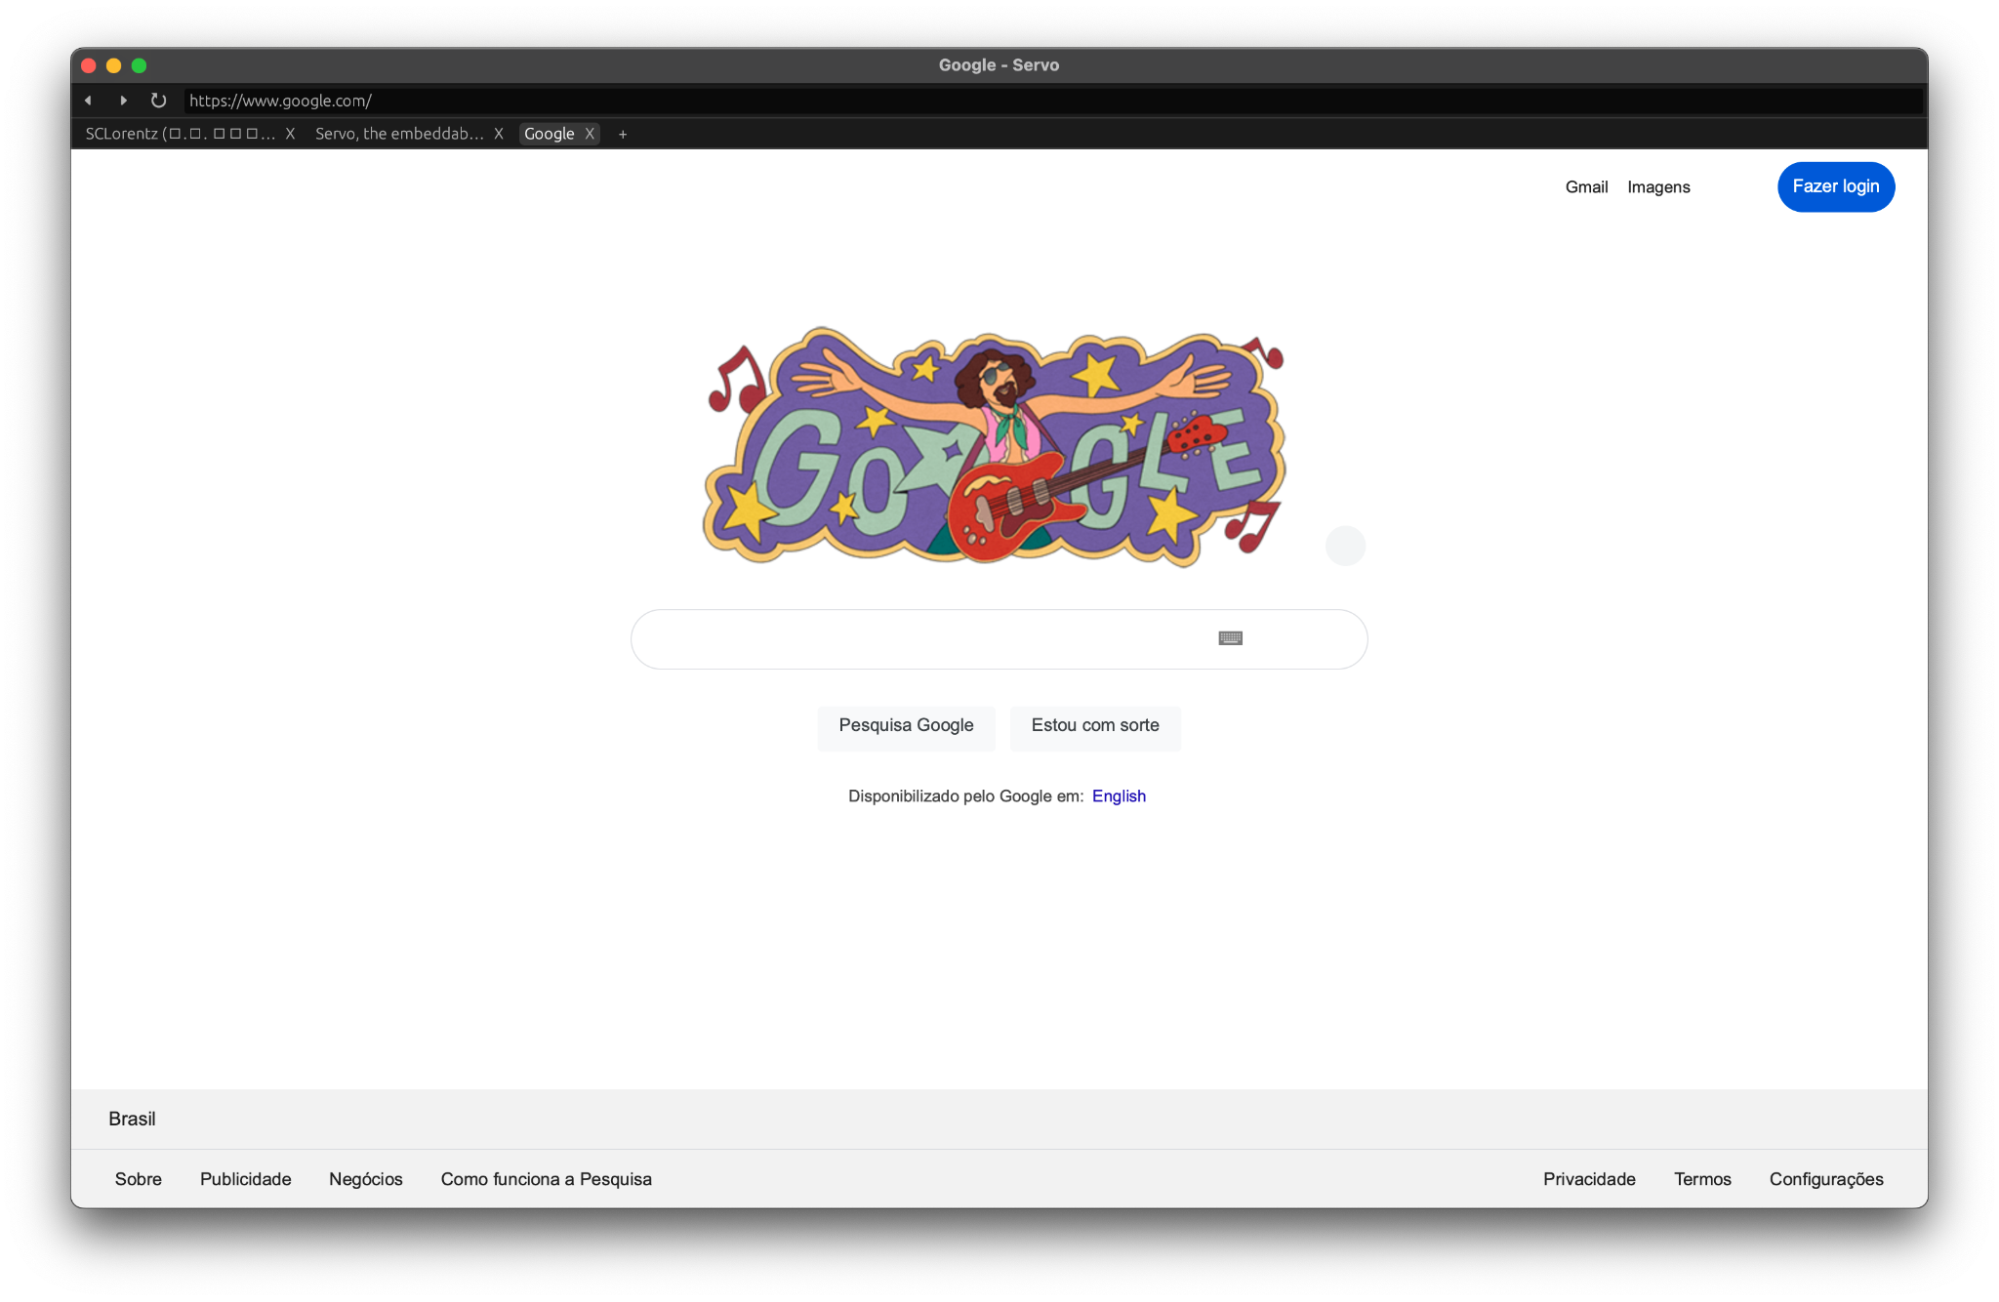 Google - Servo
https://www.google.com/
SCLorentz (□.□. □□□... X Servo, the embeddab... X Google X +
Gmail Imagens Fazer login
GOOGLE
Pesquisa Google Estou com sorte
Disponibilizado pelo Google em: English
Brasil
Sobre Publicidade Negócios Como funciona a Pesquisa Privacidade Termos Configurações